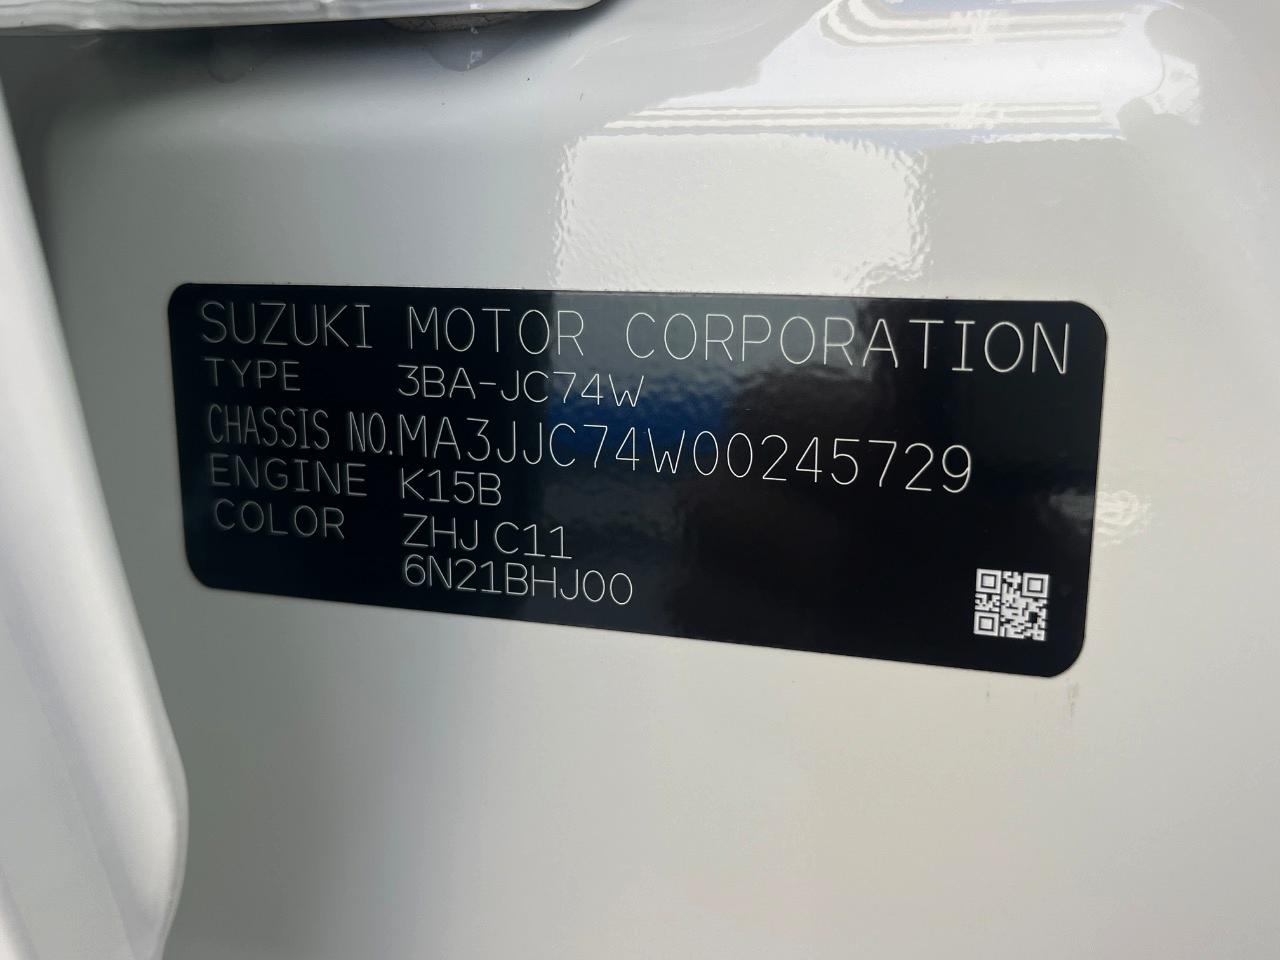 SUZUKI MOTOR CORPORATION
TYPE 3BA-JC74W
CHASSIS NO. MA3JJC74W00245729
ENGINE K15B
COLOR ZHJ C11
6N21BHJ00